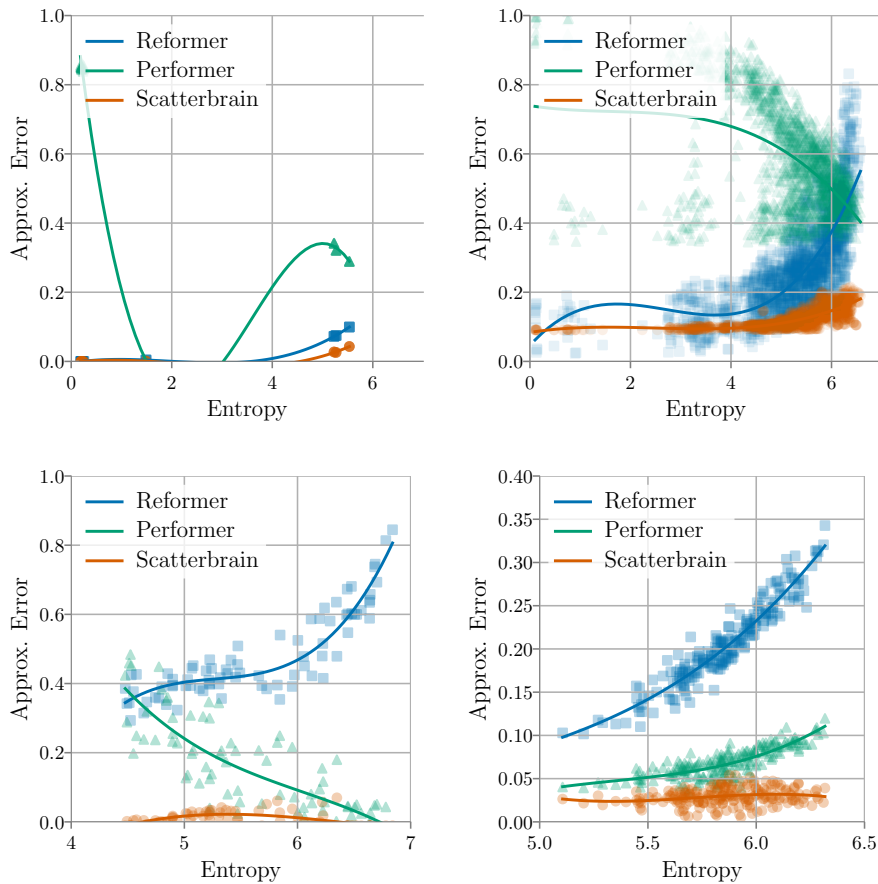 1.0
0.8
0.6
0.4
0.2
0.0
Approx. Error
Reformer
Performer
Scatterbrain
0 2 4 6
Entropy
1.0
0.8
0.6
0.4
0.2
0.0
Approx. Error
Reformer
Performer
Scatterbrain
0 2 4 6
Entropy
1.0
0.8
0.6
0.4
0.2
0.0
Approx. Error
Reformer
Performer
Scatterbrain
4 5 6 7
Entropy
0.40
0.35
0.30
0.25
0.20
0.15
0.10
0.05
0.00
Approx. Error
Reformer
Performer
Scatterbrain
5.0 5.5 6.0 6.5
Entropy